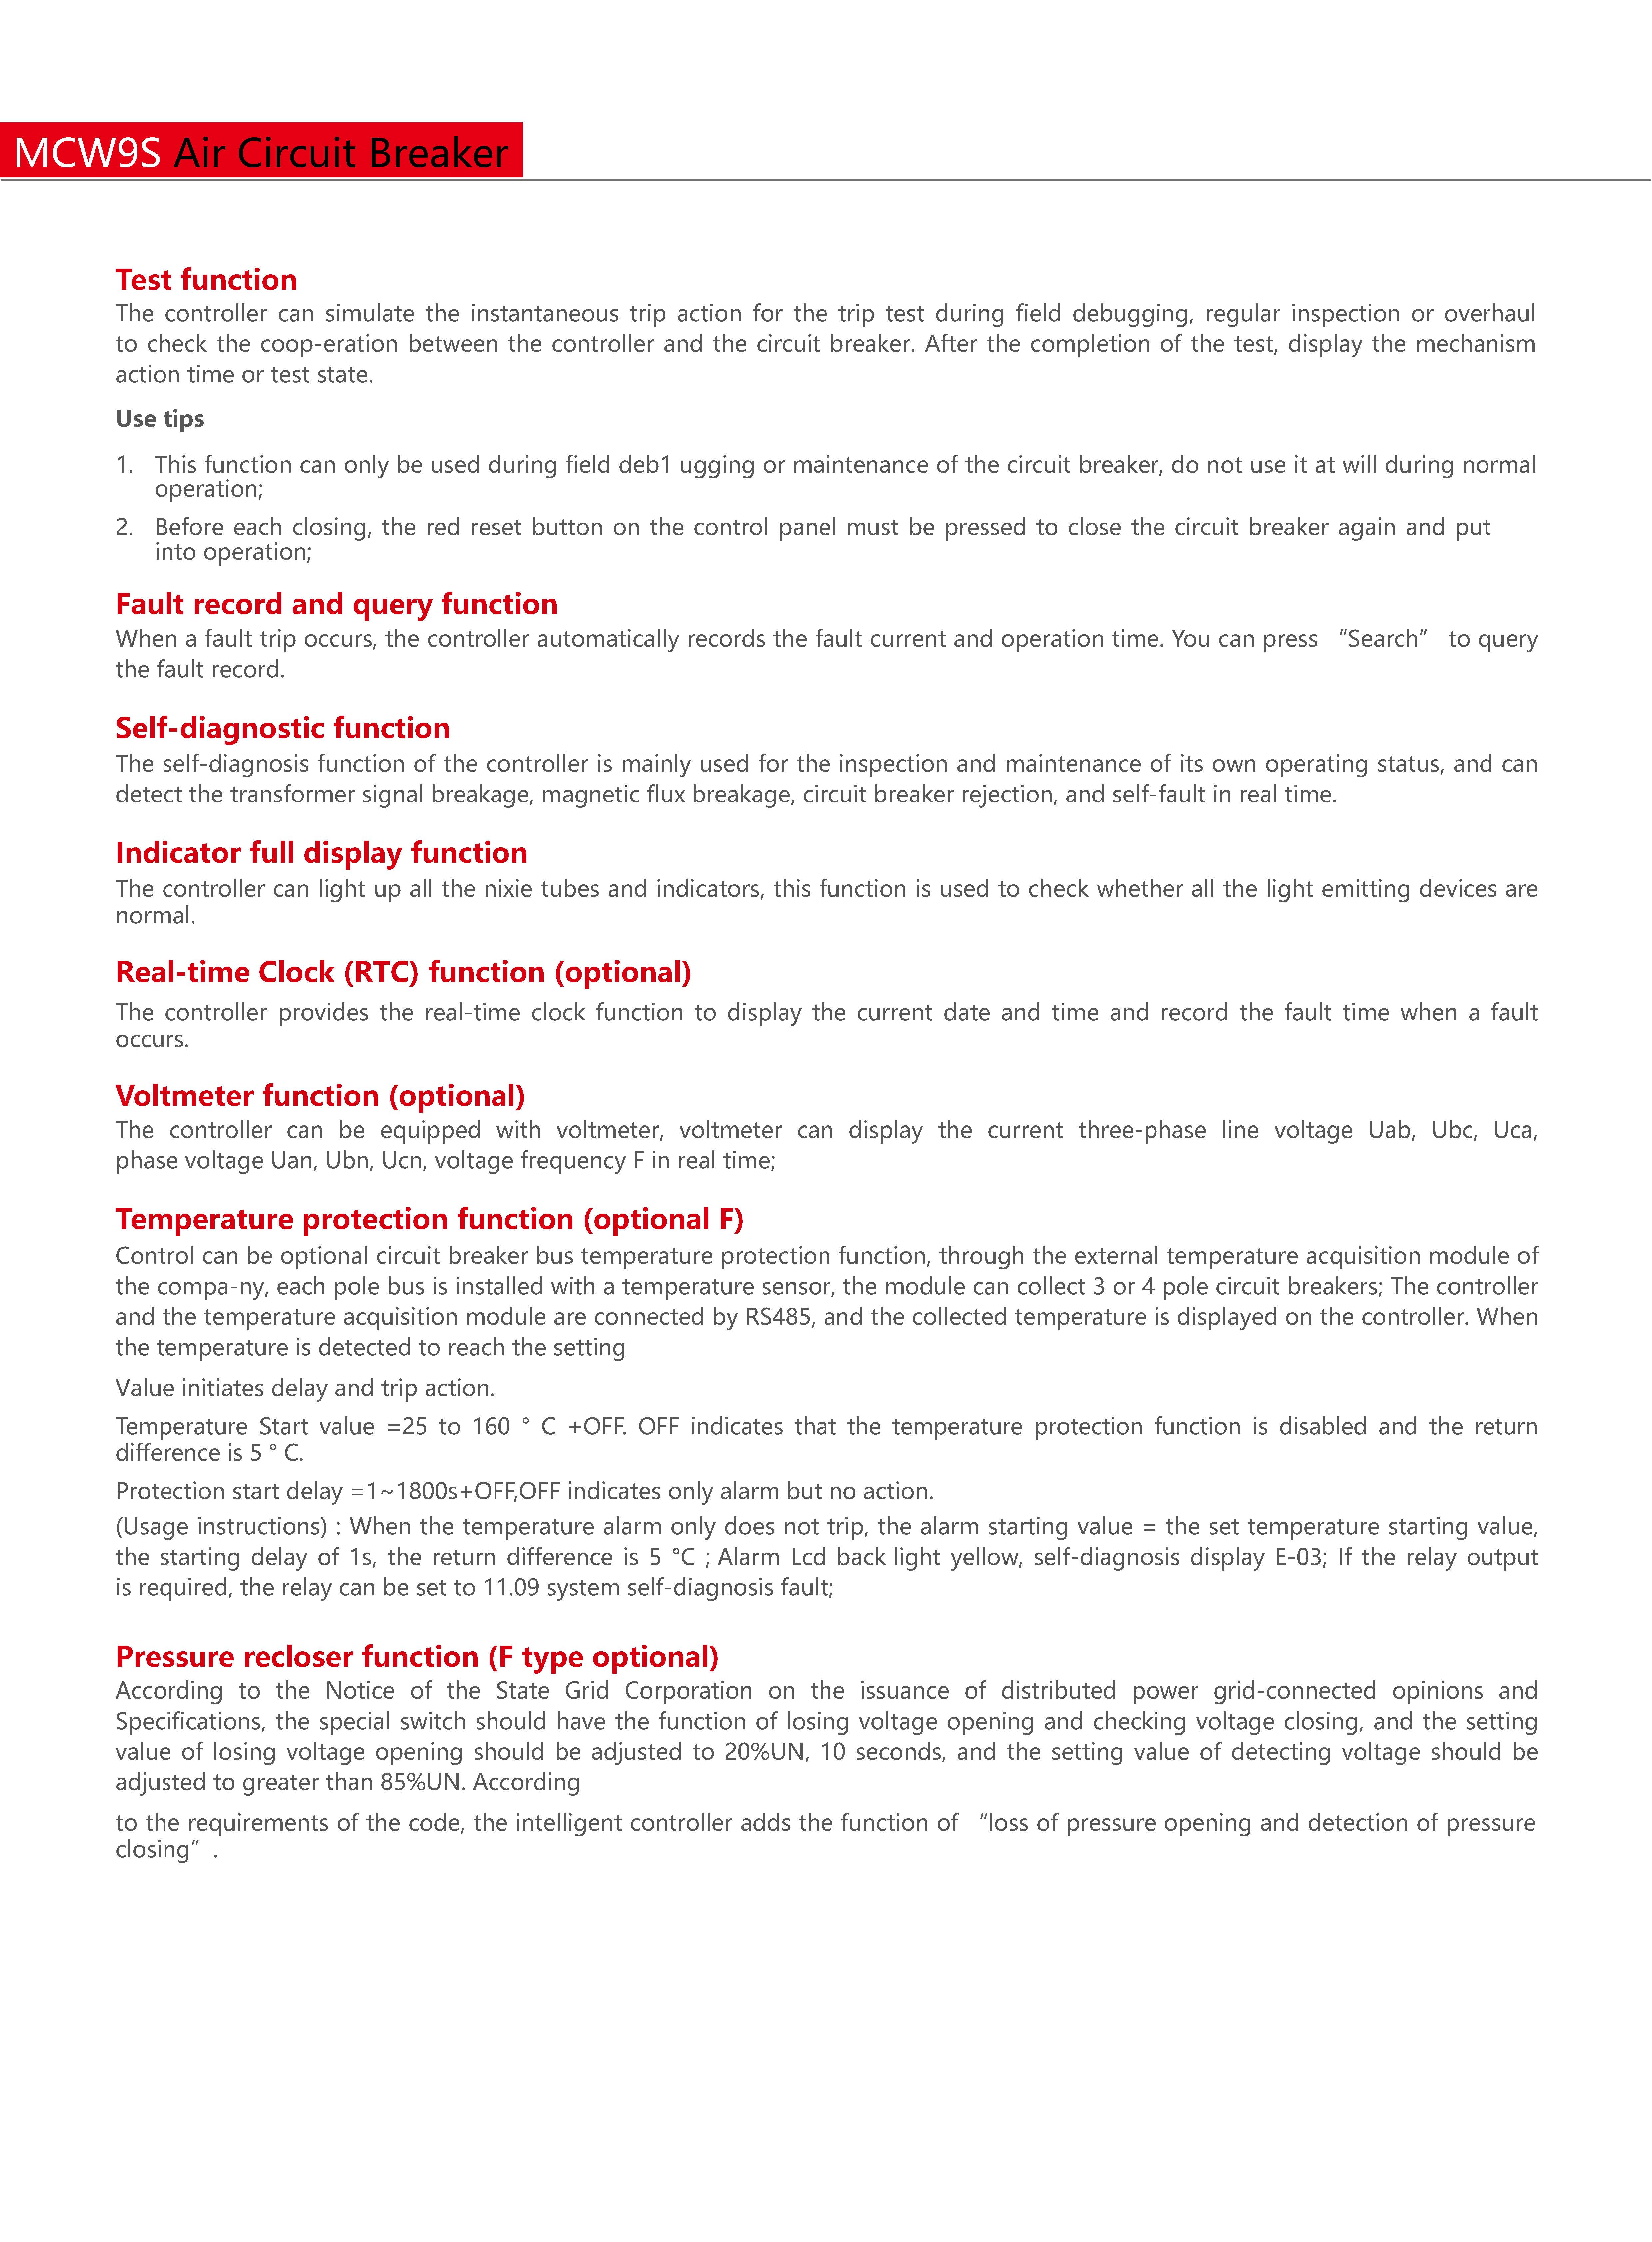 MCW9S Air Circuit Breaker
Test function
The controller can simulate the instantaneous trip action for the trip test during field debugging, regular inspection or overhaul
to check the coop-eration between the controller and the circuit breaker. After the completion of the test, display the mechanism
action time or test state.
Use tips
1. This function can only be used during field deb1 ugging or maintenance of the circuit breaker, do not use it at will during normal
operation;
2. Before each closing, the red reset button on the control panel must be pressed to close the circuit breaker again and put
into operation;
Fault record and query function
When a fault trip occurs, the controller automatically records the fault current and operation time. You can press “Search” to query
the fault record.
Self-diagnostic function
The self-diagnosis function of the controller is mainly used for the inspection and maintenance of its own operating status, and can
detect the transformer signal breakage, magnetic flux breakage, circuit breaker rejection, and self-fault in real time.
Indicator full display function
The controller can light up all the nixie tubes and indicators, this function is used to check whether all the light emitting devices are
normal.
Real-time Clock (RTC) function (optional)
The controller provides the real-time clock function to display the current date and time and record the fault time when a fault
occurs.
Voltmeter function (optional)
The controller can be equipped with voltmeter, voltmeter can display the current three-phase line voltage Uab, Ubc, Uca,
phase voltage Uan, Ubn, Ucn, voltage frequency F in real time;
Temperature protection function (optional F)
Control can be optional circuit breaker bus temperature protection function, through the external temperature acquisition module of
the compa-ny, each pole bus is installed with a temperature sensor, the module can collect 3 or 4 pole circuit breakers; The controller
and the temperature acquisition module are connected by RS485, and the collected temperature is displayed on the controller. When
the temperature is detected to reach the setting
Value initiates delay and trip action.
Temperature Start value =25 to 160 ° C +OFF. OFF indicates that the temperature protection function is disabled and the return
difference is 5 ° C.
Protection start delay =1~1800s+OFF,OFF indicates only alarm but no action.
(Usage instructions) : When the temperature alarm only does not trip, the alarm starting value = the set temperature starting value,
the starting delay of 1s, the return difference is 5 °C ; Alarm Lcd back light yellow, self-diagnosis display E-03; If the relay output
is required, the relay can be set to 11.09 system self-diagnosis fault;
Pressure recloser function (F type optional)
According to the Notice of the State Grid Corporation on the issuance of distributed power grid-connected opinions and
Specifications, the special switch should have the function of losing voltage opening and checking voltage closing, and the setting
value of losing voltage opening should be adjusted to 20%UN, 10 seconds, and the setting value of detecting voltage should be
adjusted to greater than 85%UN. According
to the requirements of the code, the intelligent controller adds the function of “loss of pressure opening and detection of pressure
closing” .